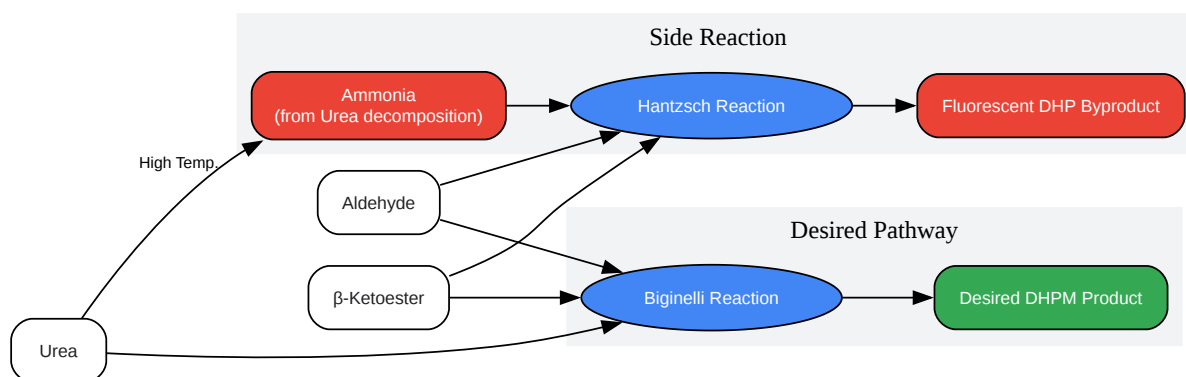 Side Reaction
Ammonia
(from Urea decomposition)
Hantzsch Reaction
Fluorescent DHP Byproduct
High Temp.
Aldehyde
Desired Pathway
β-Ketoester
Biginelli Reaction
Desired DHPM Product
Urea